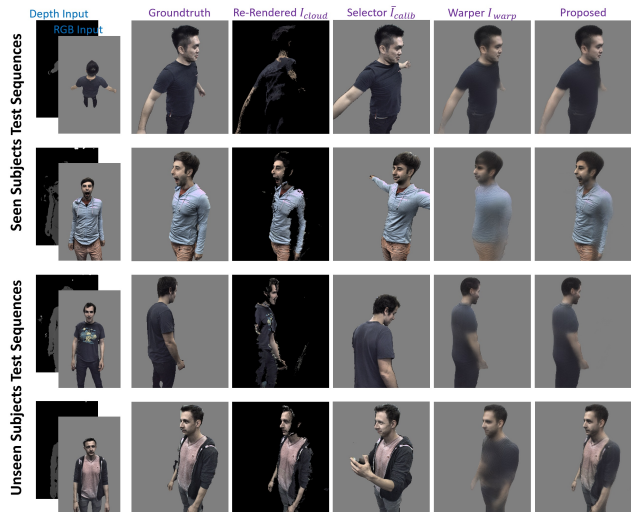 Depth Input
RGB Input
Groundtruth
Re-Rendered I_cloud
Selector Ī_calib
Warper I_warp
Proposed
Seen Subjects Test Sequences
Unseen Subjects Test Sequences